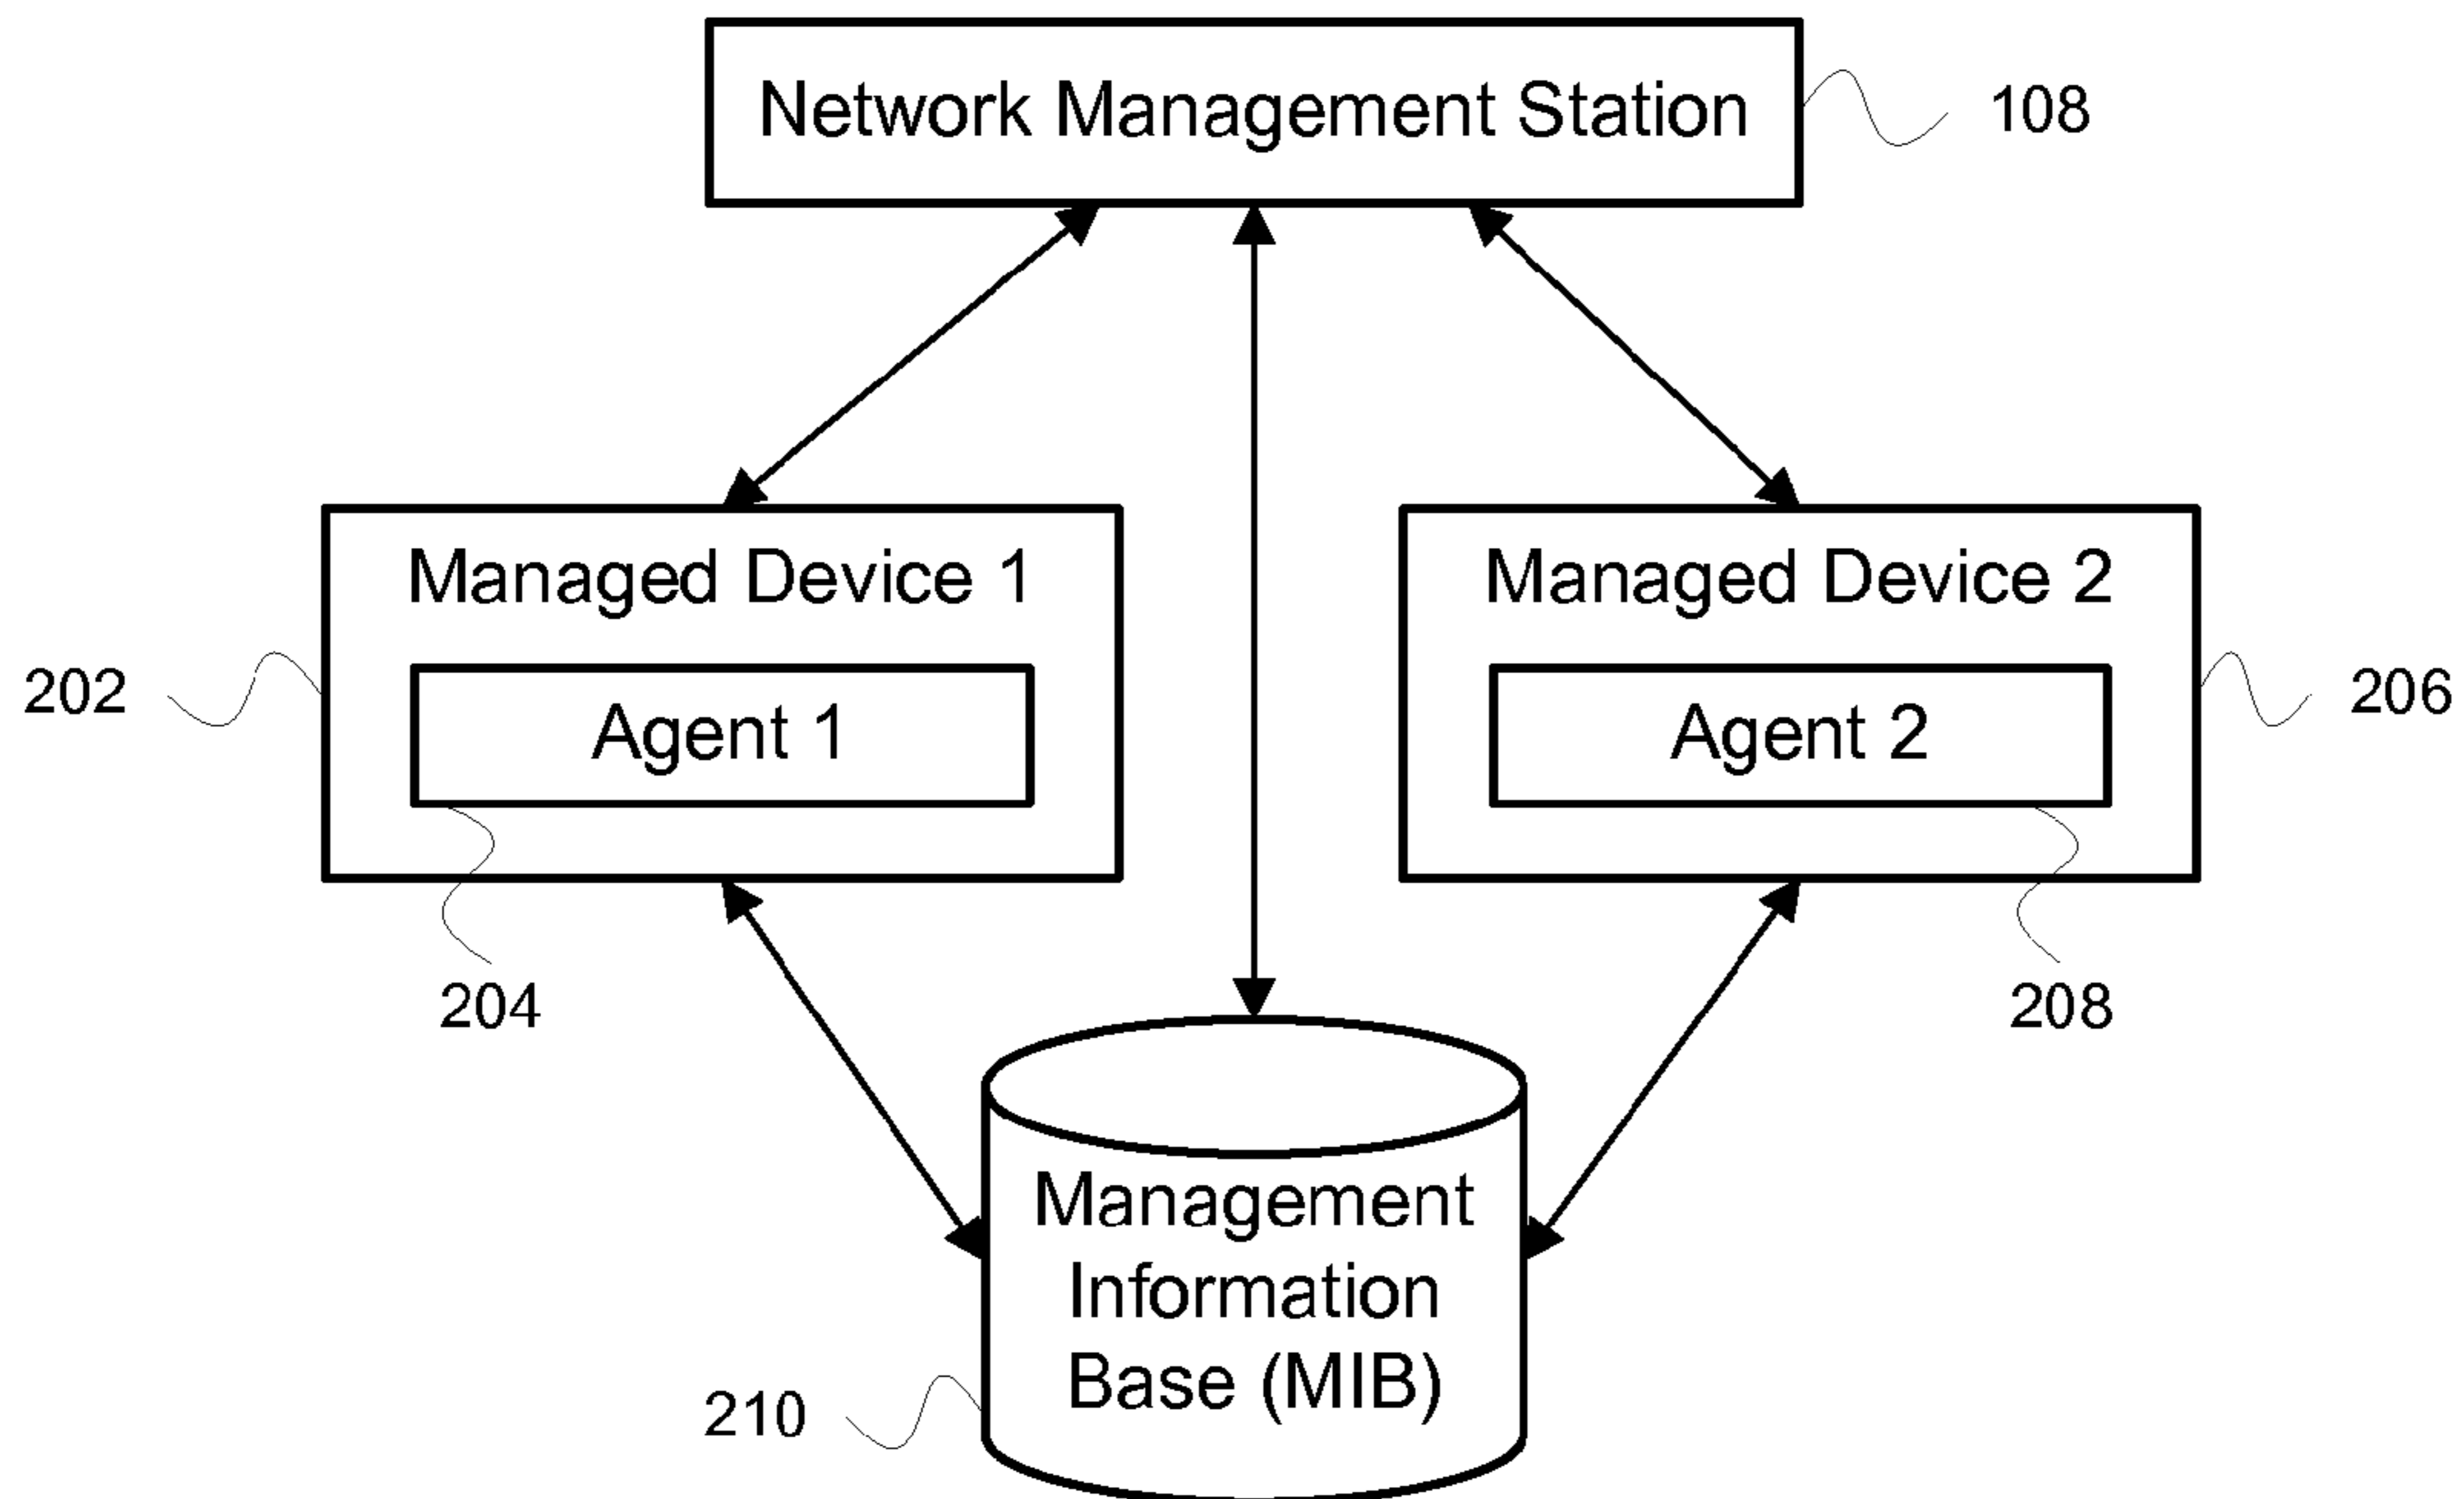 Network Management Station
108
Managed Device 1
Managed Device 2
202
Agent 1
Agent 2
206
204
208
Management
Information
Base (MIB)
210